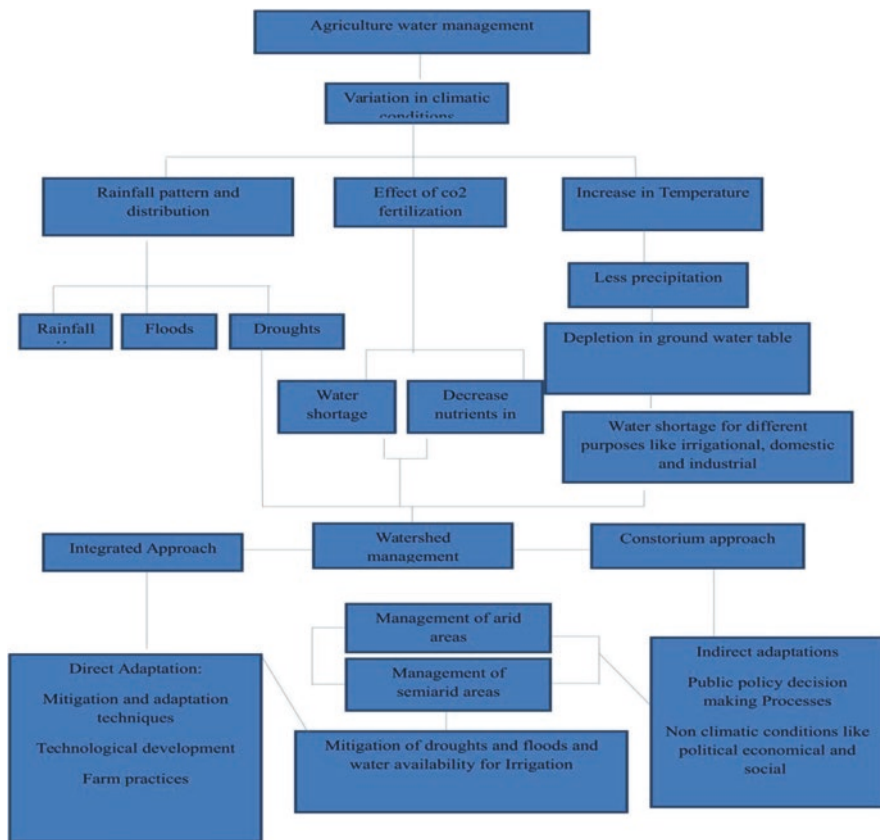 Agriculture water management
Variation in climatic
conditions
Rainfall pattern and
distribution
Effect of co2
fertilization
Increase in Temperature
Less precipitation
Rainfall
Floods
Droughts
Depletion in ground water table
Water
shortage
Decrease
nutrients in
Water shortage for different
purposes like irrigational, domestic
and industrial
Integrated Approach
Watershed
management
Constorium approach
Management of arid
areas
Management of
semiarid areas
Direct Adaptation:
Mitigation and adaptation
techniques
Technological development
Farm practices
Mitigation of droughts and floods and
water availability for Irrigation
Indirect adaptations
Public policy decision
making Processes
Non climatic conditions like
political economical and
social